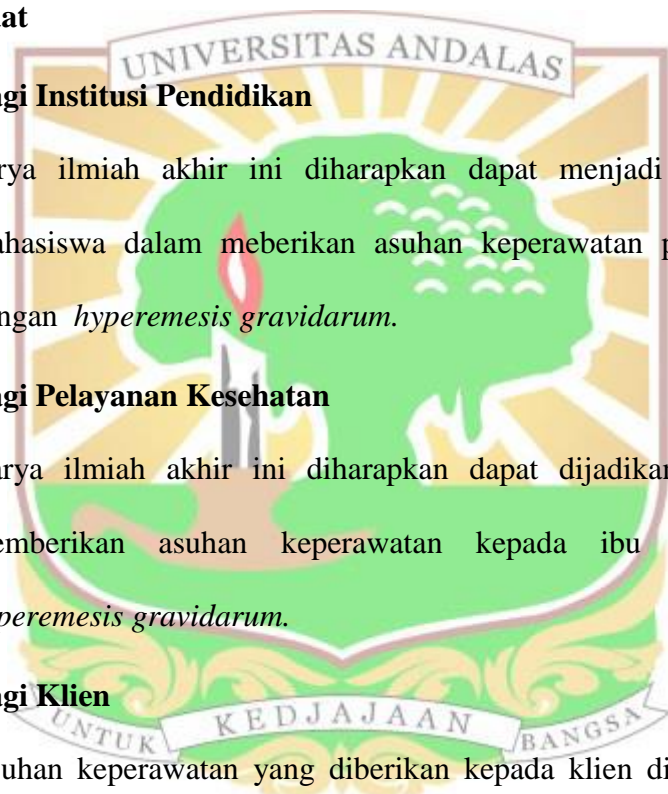 at
UNIVERSITAS ANDALAS
gi Institusi Pendidikan
rya ilmiah akhir ini diharapkan dapat menjadi
ahasiswa dalam meberikan asuhan keperawatan p
ngan hyperemesis gravidarum.
gi Pelayanan Kesehatan
arya ilmiah akhir ini diharapkan dapat dijadikan
emberikan asuhan keperawatan kepada ibu
peremesis gravidarum.
gi Klien
UNTUK KEDJAJAAN BANGSA
uhan keperawatan yang diberikan kepada klien di